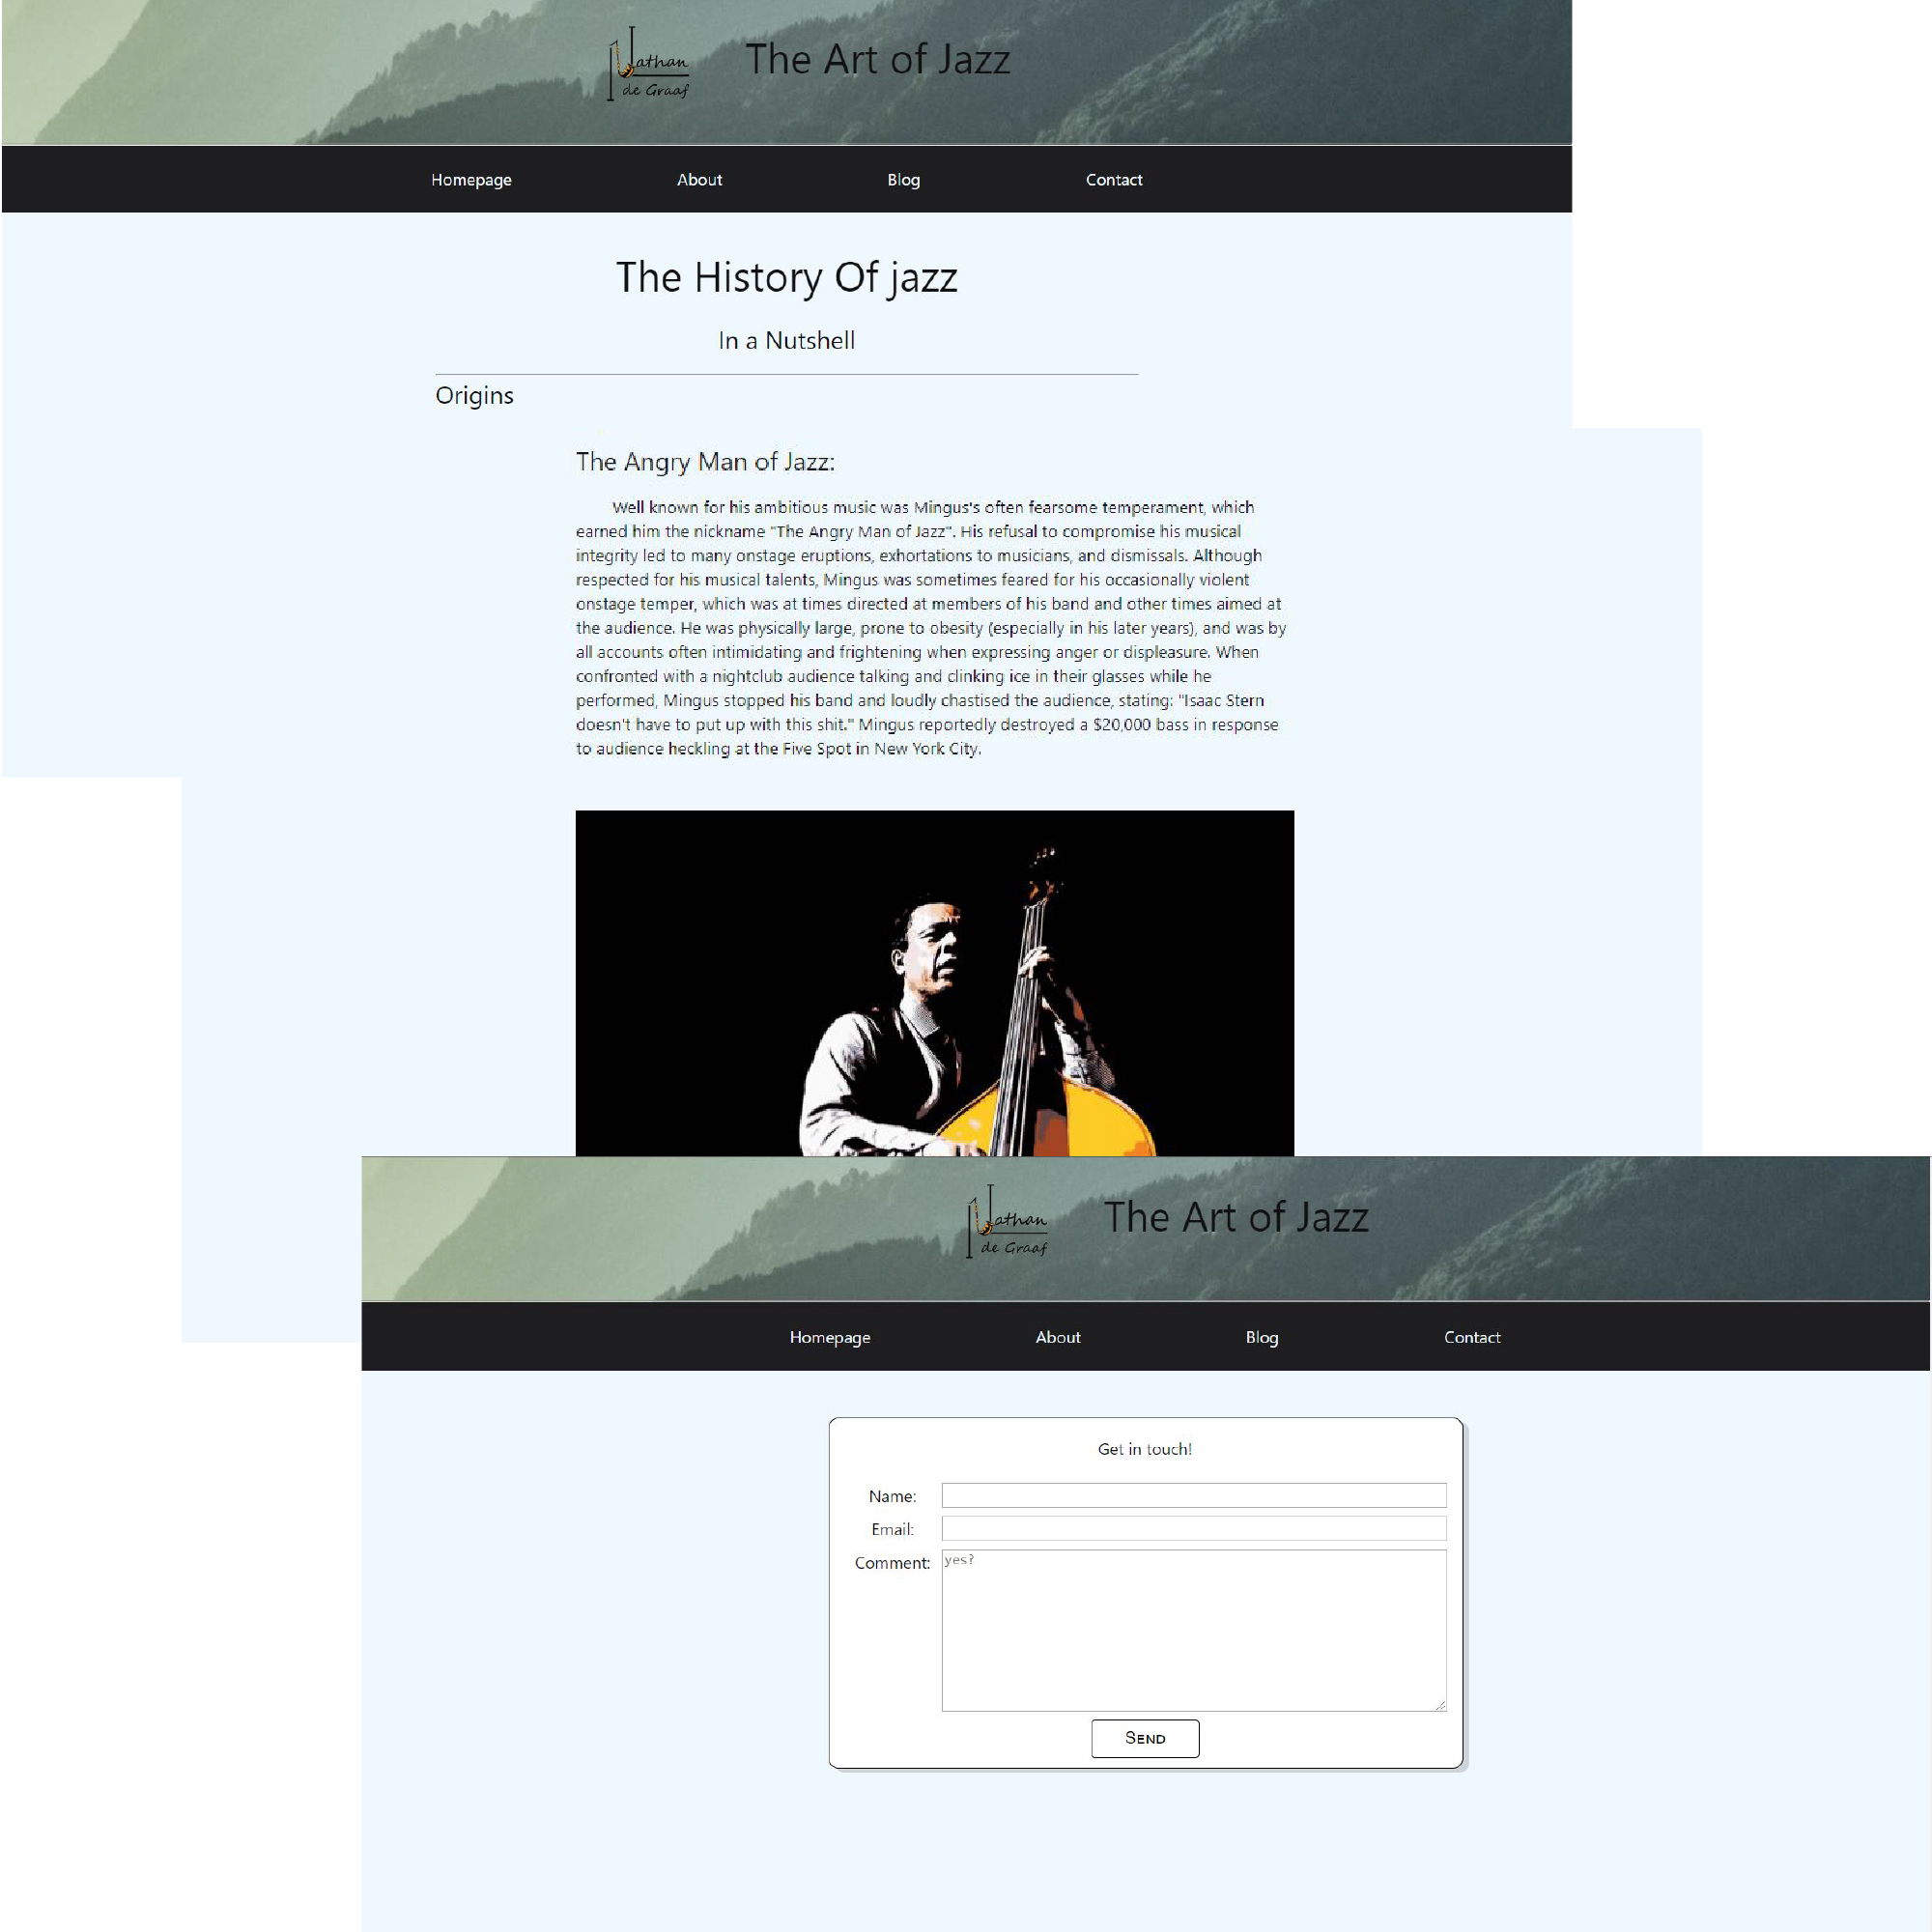 Nathan
de Graaf
The Art of Jazz
Homepage About Blog Contact
The History Of jazz
In a Nutshell
Origins
The Angry Man of Jazz:
Well known for his ambitious music was Mingus's often fearsome temperament, which
earned him the nickname "The Angry Man of Jazz". His refusal to compromise his musical
integrity led to many onstage eruptions, exhortations to musicians, and dismissals. Although
respected for his musical talents, Mingus was sometimes feared for his occasionally violent
onstage temper, which was at times directed at members of his band and other times aimed at
the audience. He was physically large, prone to obesity (especially in his later years), and was by
all accounts often intimidating and frightening when expressing anger or displeasure. When
confronted with a nightclub audience talking and clinking ice in their glasses while he
performed, Mingus stopped his band and loudly chastised the audience, stating: "Isaac Stern
doesn't have to put up with this shit." Mingus reportedly destroyed a $20,000 bass in response
to audience heckling at the Five Spot in New York City.
Nathan
de Graaf
The Art of Jazz
Homepage About Blog Contact
Get in touch!
Name:
Email:
Comment: yes?
Send